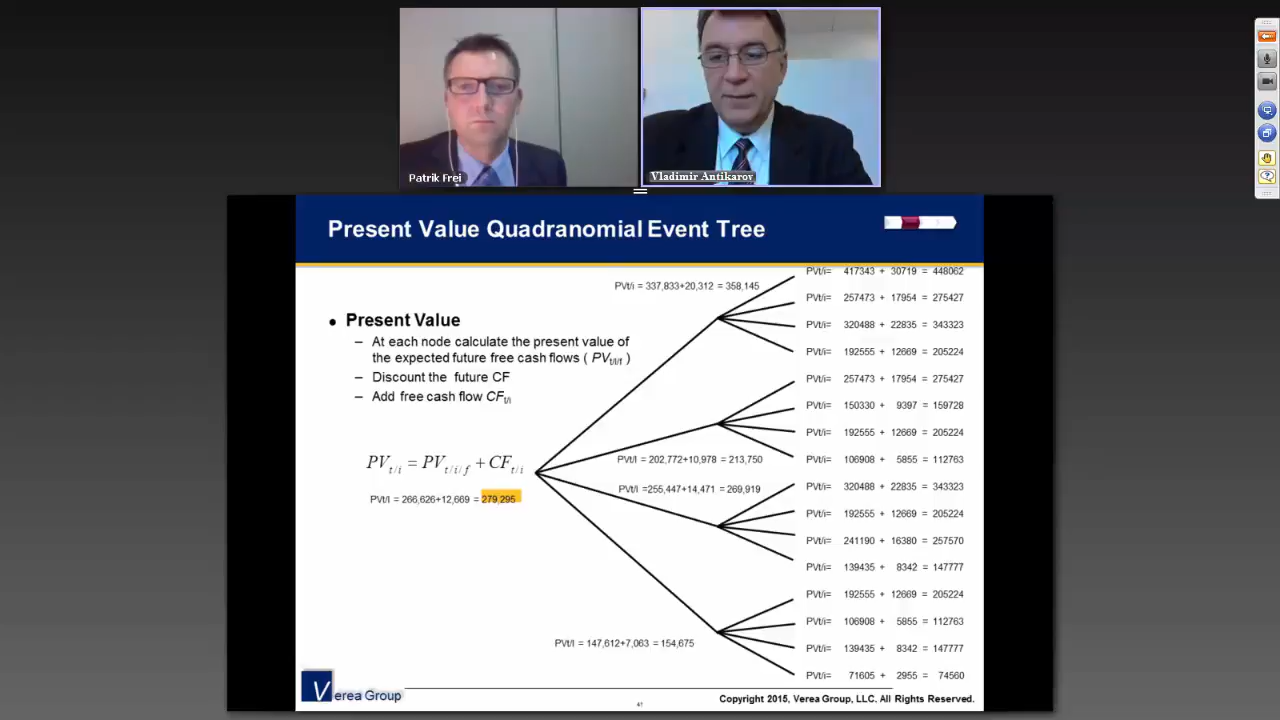 Patrik Frei
Vladimir Antikarov
Present Value Quadranomial Event Tree
• Present Value
– At each node calculate the present value of
the expected future free cash flows ( PVt/i/f )
– Discount the future CF
– Add free cash flow CFt/i
PVt/i = PVt/i/f + CFt/i
PVt/i = 266,626+12,669 = 279,295
PVt/i = 337,833+20,312 = 358,145
PVt/I = 202,772+10,978 = 213,750
PVt/I =255,447+14,471 = 269,919
PVt/I = 147,612+7,063 = 154,675
PVt/i= 417343 + 30719 = 448062
PVt/i= 257473 + 17954 = 275427
PVt/i= 320488 + 22835 = 343323
PVt/i= 192555 + 12669 = 205224
PVt/i= 257473 + 17954 = 275427
PVt/i= 150330 + 9397 = 159728
PVt/i= 192555 + 12669 = 205224
PVt/i= 106908 + 5855 = 112763
PVt/i= 320488 + 22835 = 343323
PVt/i= 192555 + 12669 = 205224
PVt/i= 241190 + 16380 = 257570
PVt/i= 139435 + 8342 = 147777
PVt/i= 192555 + 12669 = 205224
PVt/i= 106908 + 5855 = 112763
PVt/i= 139435 + 8342 = 147777
PVt/i= 71605 + 2955 = 74560
Verea Group
41
Copyright 2015, Verea Group, LLC. All Rights Reserved.